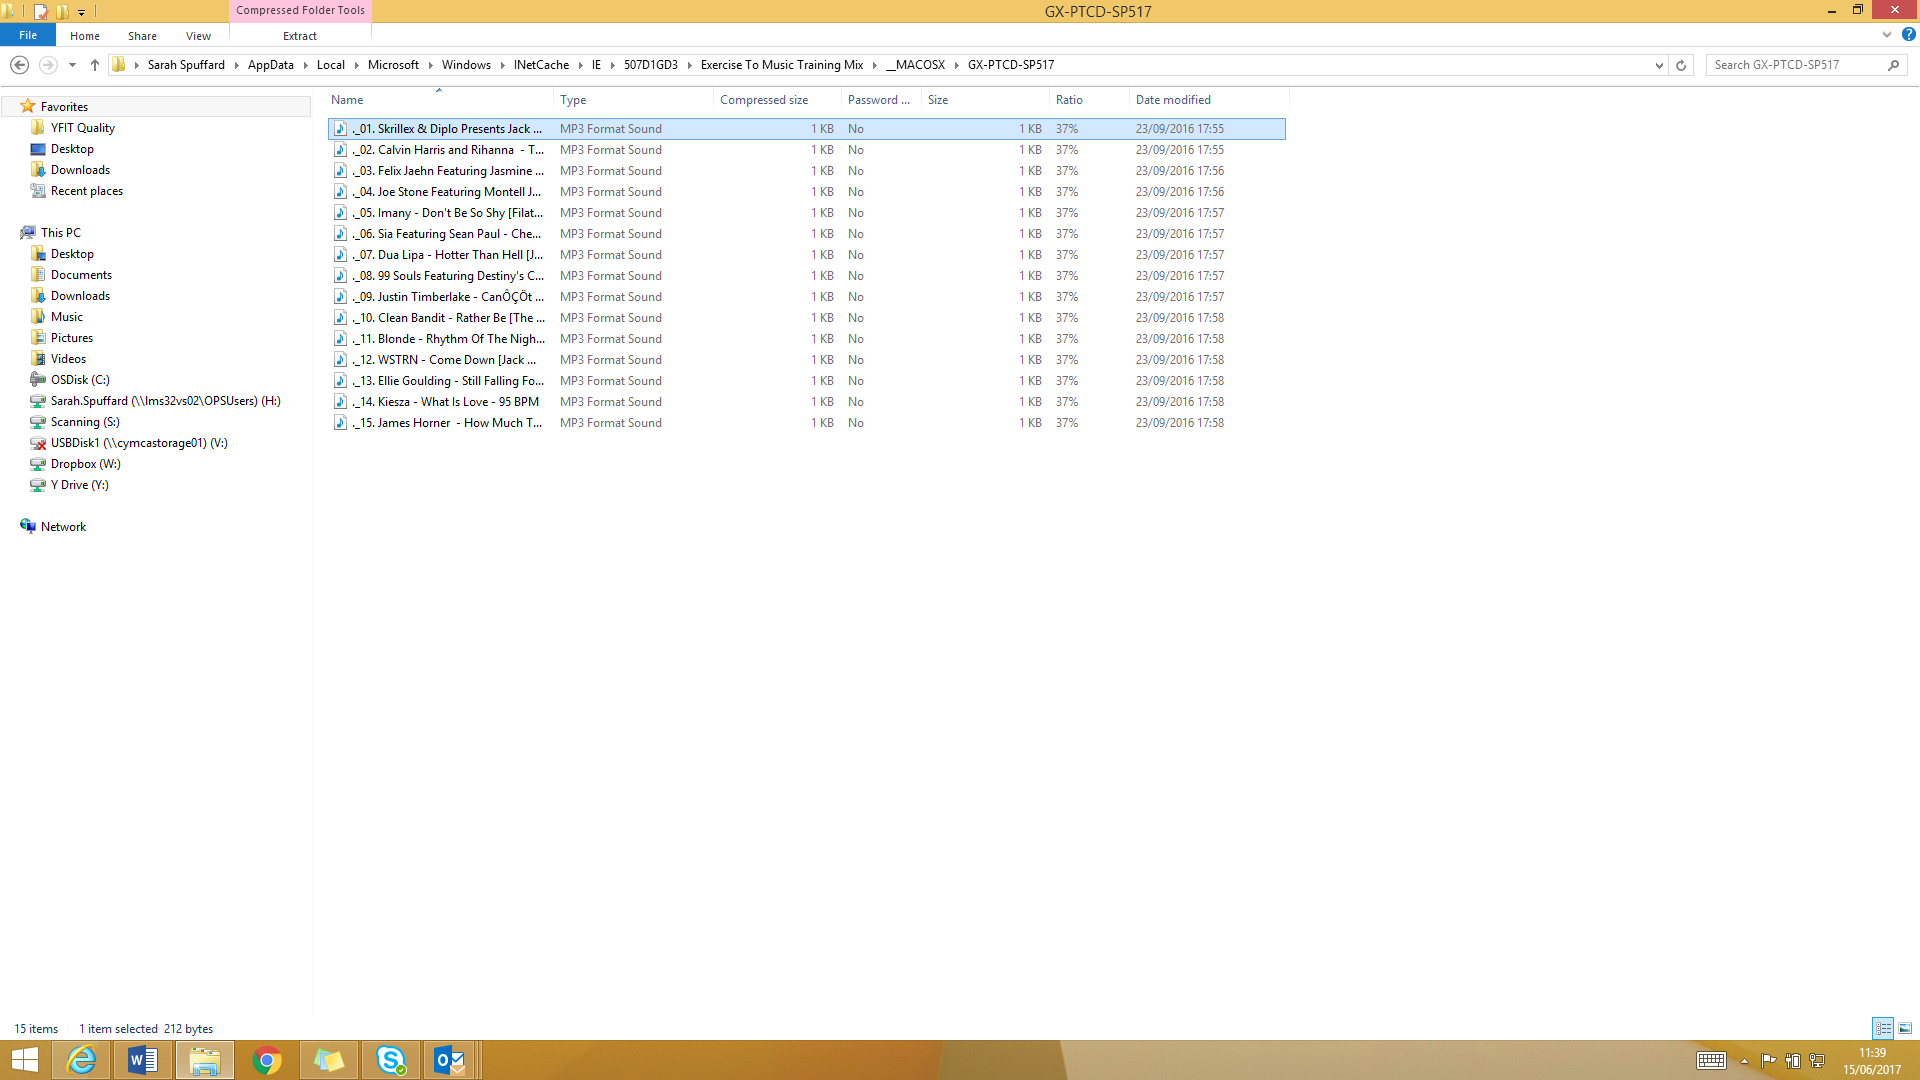 Compressed Folder Tools
GX-PTCD-SP517
File Home Share View Extract
Sarah Spuffard AppData Local Microsoft Windows INetCache IE 507D1GD3 Exercise To Music Training Mix __MACOSX GX-PTCD-SP517
Search GX-PTCD-SP517
Name Type Compressed size Password ... Size Ratio Date modified
._01. Skrillex & Diplo Presents Jack ... MP3 Format Sound 1 KB No 1 KB 37% 23/09/2016 17:55
._02. Calvin Harris and Rihanna  - T... MP3 Format Sound 1 KB No 1 KB 37% 23/09/2016 17:55
._03. Felix Jaehn Featuring Jasmine ... MP3 Format Sound 1 KB No 1 KB 37% 23/09/2016 17:56
._04. Joe Stone Featuring Montell J... MP3 Format Sound 1 KB No 1 KB 37% 23/09/2016 17:56
._05. Imany - Don't Be So Shy [Filat... MP3 Format Sound 1 KB No 1 KB 37% 23/09/2016 17:57
._06. Sia Featuring Sean Paul - Che... MP3 Format Sound 1 KB No 1 KB 37% 23/09/2016 17:57
._07. Dua Lipa - Hotter Than Hell [J... MP3 Format Sound 1 KB No 1 KB 37% 23/09/2016 17:57
._08. 99 Souls Featuring Destiny's C... MP3 Format Sound 1 KB No 1 KB 37% 23/09/2016 17:57
._09. Justin Timberlake - CanÔÇÖt ... MP3 Format Sound 1 KB No 1 KB 37% 23/09/2016 17:57
._10. Clean Bandit - Rather Be [The ... MP3 Format Sound 1 KB No 1 KB 37% 23/09/2016 17:58
._11. Blonde - Rhythm Of The Nigh... MP3 Format Sound 1 KB No 1 KB 37% 23/09/2016 17:58
._12. WSTRN - Come Down [Jack ... MP3 Format Sound 1 KB No 1 KB 37% 23/09/2016 17:58
._13. Ellie Goulding - Still Falling Fo... MP3 Format Sound 1 KB No 1 KB 37% 23/09/2016 17:58
._14. Kiesza - What Is Love - 95 BPM MP3 Format Sound 1 KB No 1 KB 37% 23/09/2016 17:58
._15. James Horner  - How Much T... MP3 Format Sound 1 KB No 1 KB 37% 23/09/2016 17:58
Favorites
YFIT Quality
Desktop
Downloads
Recent places
This PC
Desktop
Documents
Downloads
Music
Pictures
Videos
OSDisk (C:)
Sarah.Spuffard (\\lms32vs02\OPSUsers) (H:)
Scanning (S:)
USBDisk1 (\\cymcastorage01) (V:)
Dropbox (W:)
Y Drive (Y:)
Network
15 items 1 item selected 212 bytes
11:39
15/06/2017